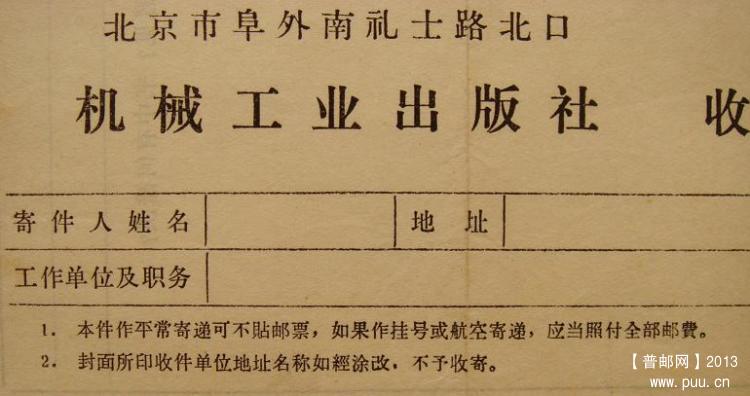 北京市阜外南礼士路北口
机械工业出版社 收
寄件人姓名 地址
工作单位及职务
1. 本件作平常寄递可不貼邮票，如果作挂号或航空寄递，应当照付全部邮費。
2. 封面所印收件单位地址名称如經涂改，不予收寄。
【普邮网】2013
www.puu.cn